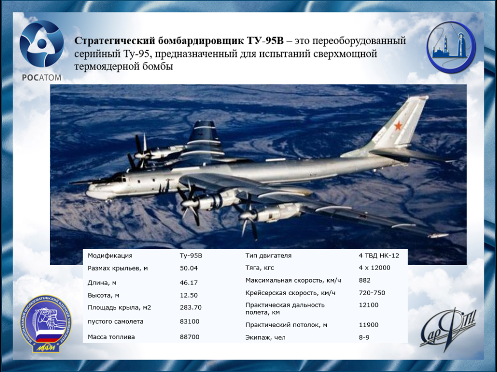 Стратегический бомбардировщик ТУ-95В – это переоборудованный
серийный Ту-95, предназначенный для испытаний сверхмощной
термоядерной бомбы
РОСАТОМ
Модификация Ту-95В
Размах крыльев, м 50.04
Длина, м 46.17
Высота, м 12.50
Площадь крыла, м2 283.70
пустого самолета 83100
Масса топлива 88700
Тип двигателя 4 ТВД НК-12
Тяга, кгс 4 х 12000
Максимальная скорость, км/ч 882
Крейсерская скорость, км/ч 720-750
Практическая дальность 12100
полета, км
Практический потолок, м 11900
Экипаж, чел 8-9